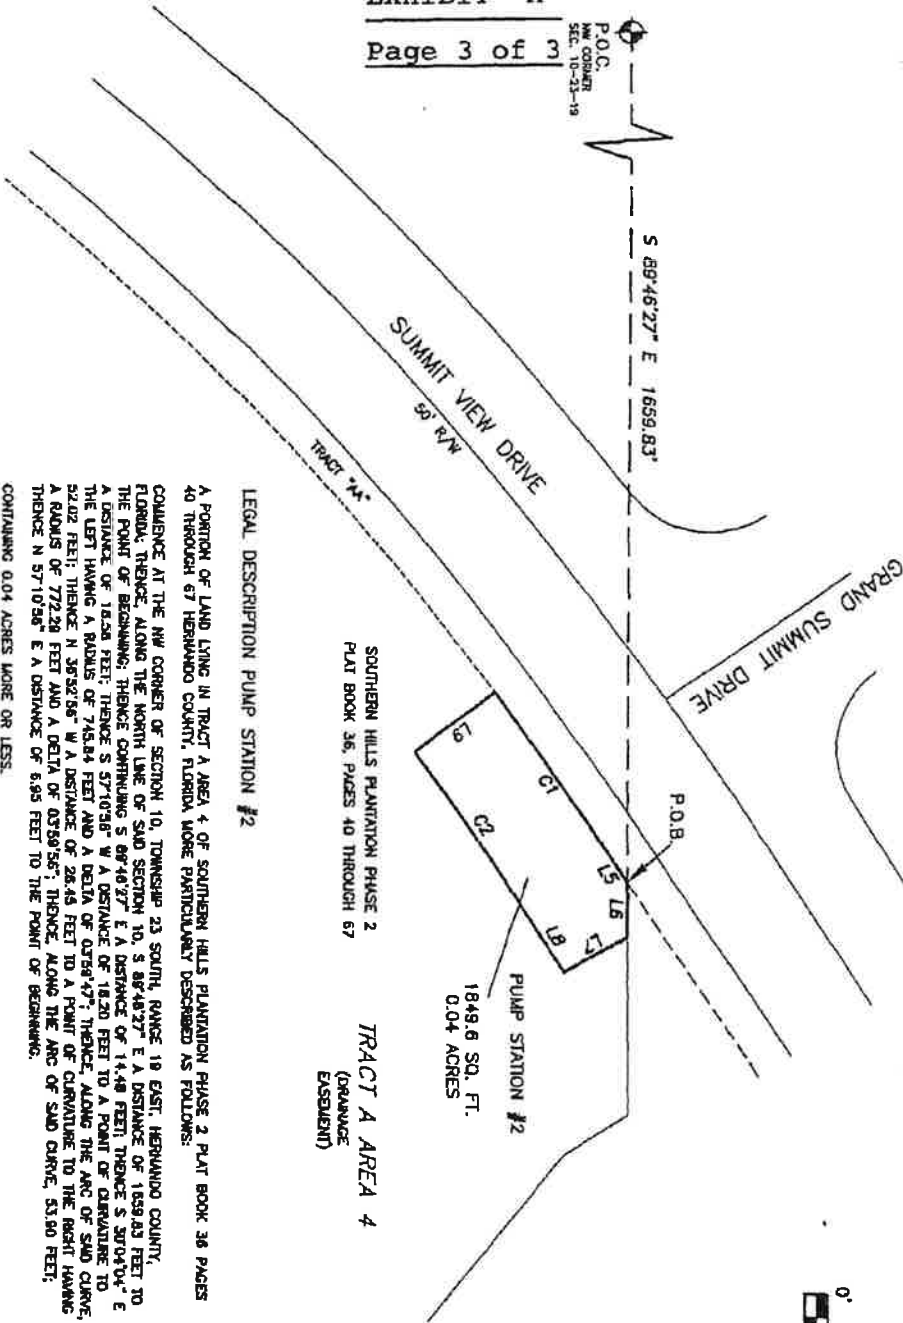 Page 3 of 3
P.O.C.
NW CORNER
SEC. 10-23-19
S 89°46'27" E 1659.83'
SUMMIT VIEW DRIVE
50' R/W
GRAND SUMMIT DRIVE
TRACT "AA"
P.O.B.
L5
L6
L7
L8
C1
C2
67
PUMP STATION #2
1849.6 SQ. FT.
0.04 ACRES
SOUTHERN HILLS PLANTATION PHASE 2
PLAT BOOK 36, PAGES 40 THROUGH 67
TRACT A AREA 4
(DRAINAGE
EASEMENT)
0'
LEGAL DESCRIPTION PUMP STATION #2
A PORTION OF LAND LYING IN TRACT A AREA 4 OF SOUTHERN HILLS PLANTATION PHASE 2 PLAT BOOK 36 PAGES
40 THROUGH 67 HERNANDO COUNTY, FLORIDA MORE PARTICULARLY DESCRIBED AS FOLLOWS:
COMMENCE AT THE NW CORNER OF SECTION 10, TOWNSHIP 23 SOUTH, RANGE 19 EAST, HERNANDO COUNTY,
FLORIDA; THENCE, ALONG THE NORTH LINE OF SAID SECTION 10, S 89°46'27" E A DISTANCE OF 1659.83 FEET TO
THE POINT OF BEGINNING; THENCE CONTINUING S 89°46'27" E A DISTANCE OF 14.48 FEET; THENCE S 30°04'04" E
A DISTANCE OF 18.58 FEET; THENCE S 57°10'58" W A DISTANCE OF 18.20 FEET TO A POINT OF CURVATURE TO
THE LEFT HAVING A RADIUS OF 745.84 FEET AND A DELTA OF 03°59'47"; THENCE, ALONG THE ARC OF SAID CURVE,
52.02 FEET; THENCE N 36°52'56" W A DISTANCE OF 28.45 FEET TO A POINT OF CURVATURE TO THE RIGHT HAVING
A RADIUS OF 772.29 FEET AND A DELTA OF 03°59'56"; THENCE, ALONG THE ARC OF SAID CURVE, 53.90 FEET;
THENCE N 57°10'58" E A DISTANCE OF 6.95 FEET TO THE POINT OF BEGINNING.
CONTAINING 0.04 ACRES MORE OR LESS.